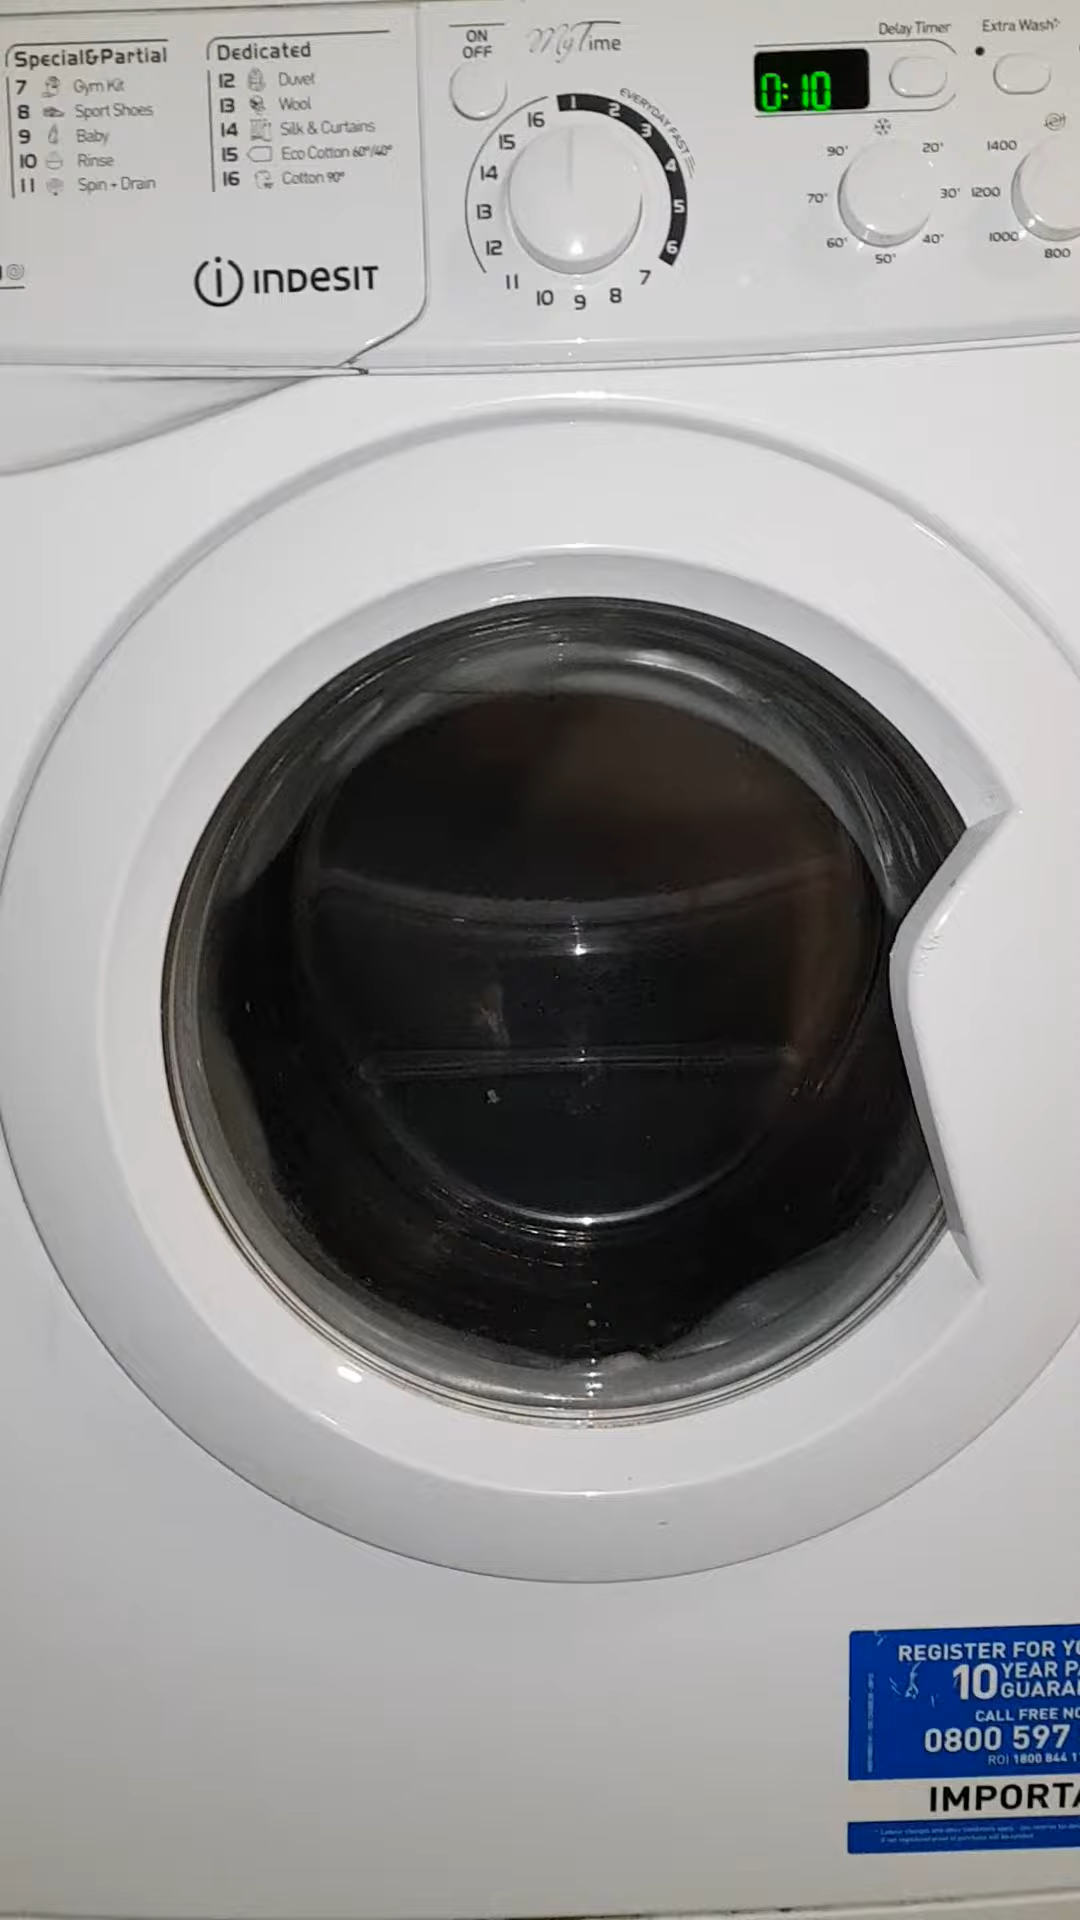 Special&Partial
7 Gym Kit
8 Sport Shoes
9 Baby
10 Rinse
11 Spin + Drain
Dedicated
12 Duvet
13 Wool
14 Silk & Curtains
15 Eco Cotton 60°/40°
16 Cotton 90°
INDESIT
ON
OFF
MyTime
EVERYDAY FAST
1
2
3
4
5
6
7
8
9
10
11
12
13
14
15
16
Delay Timer
Extra Wash
0:10
90°
20°
70°
30°
60°
40°
50°
1400
1200
1000
800
REGISTER FOR YO
10 YEAR PA
GUARA
CALL FREE NO
0800 597
ROI 1800 844 1
IMPORTA